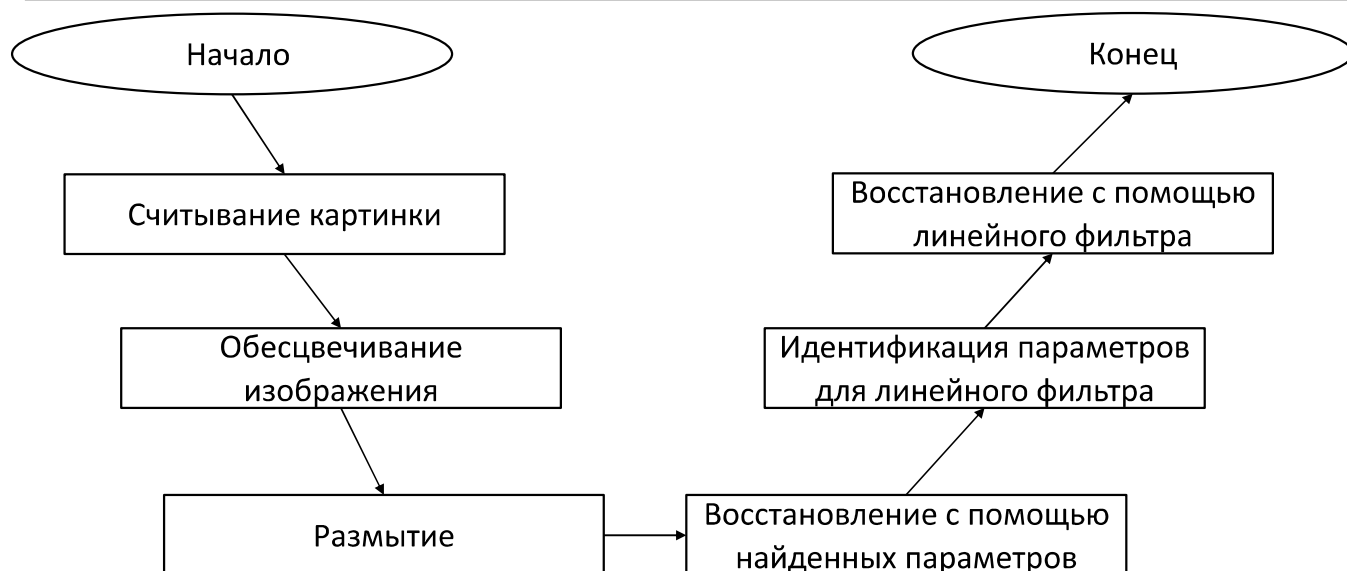 Начало
Считывание картинки
Обесцвечивание
изображения
Размытие
Восстановление с помощью
найденных параметров
Идентификация параметров
для линейного фильтра
Восстановление с помощью
линейного фильтра
Конец